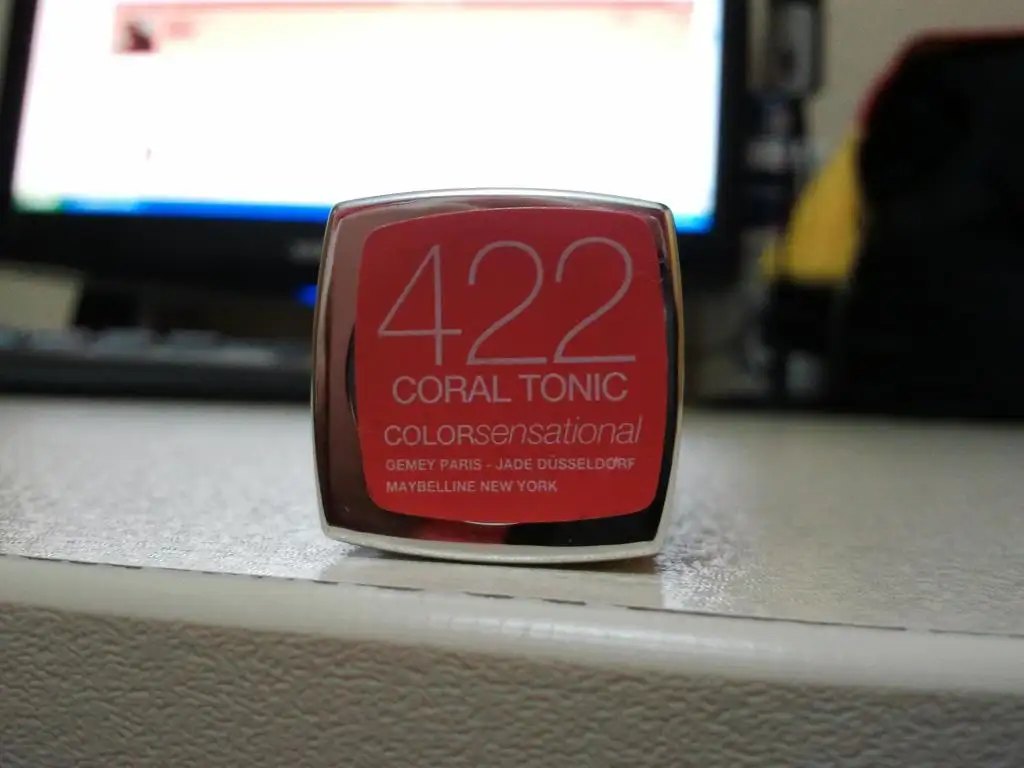 422
CORAL TONIC
COLORsensational
GEMEY PARIS - JADE DÜSSELDORF
MAYBELLINE NEW YORK